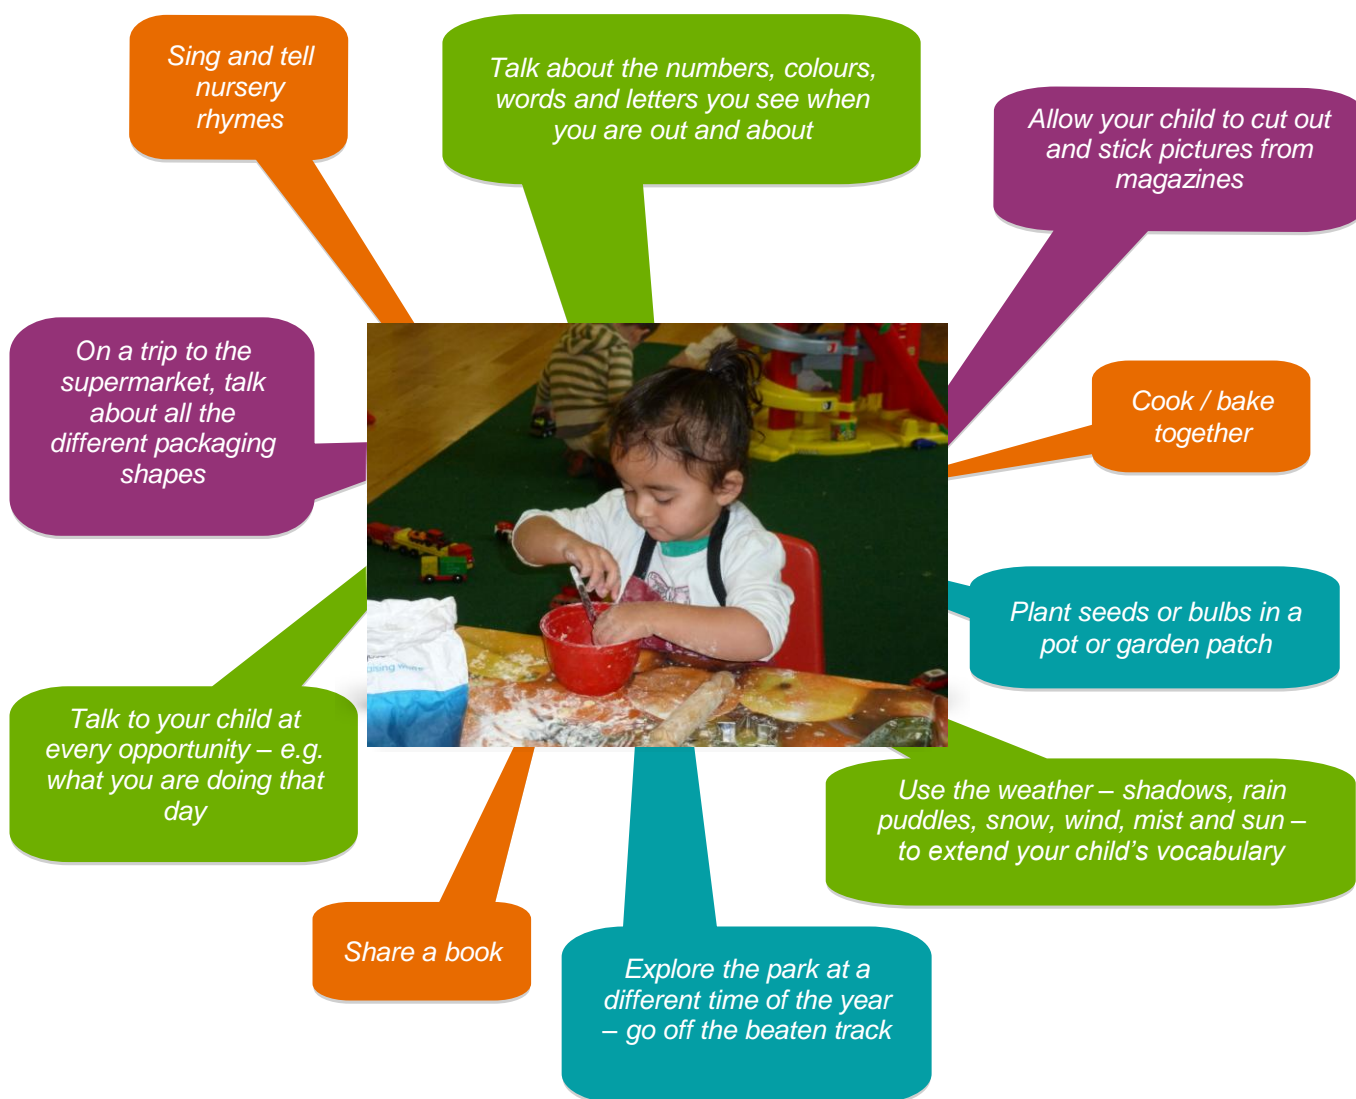 Sing and tell
nursery
rhymes
Talk about the numbers, colours,
words and letters you see when
you are out and about
Allow your child to cut out
and stick pictures from
magazines
On a trip to the
supermarket, talk
about all the
different packaging
shapes
Cook / bake
together
Plant seeds or bulbs in a
pot or garden patch
Talk to your child at
every opportunity – e.g.
what you are doing that
day
Use the weather – shadows, rain
puddles, snow, wind, mist and sun –
to extend your child’s vocabulary
Share a book
Explore the park at a
different time of the year
– go off the beaten track